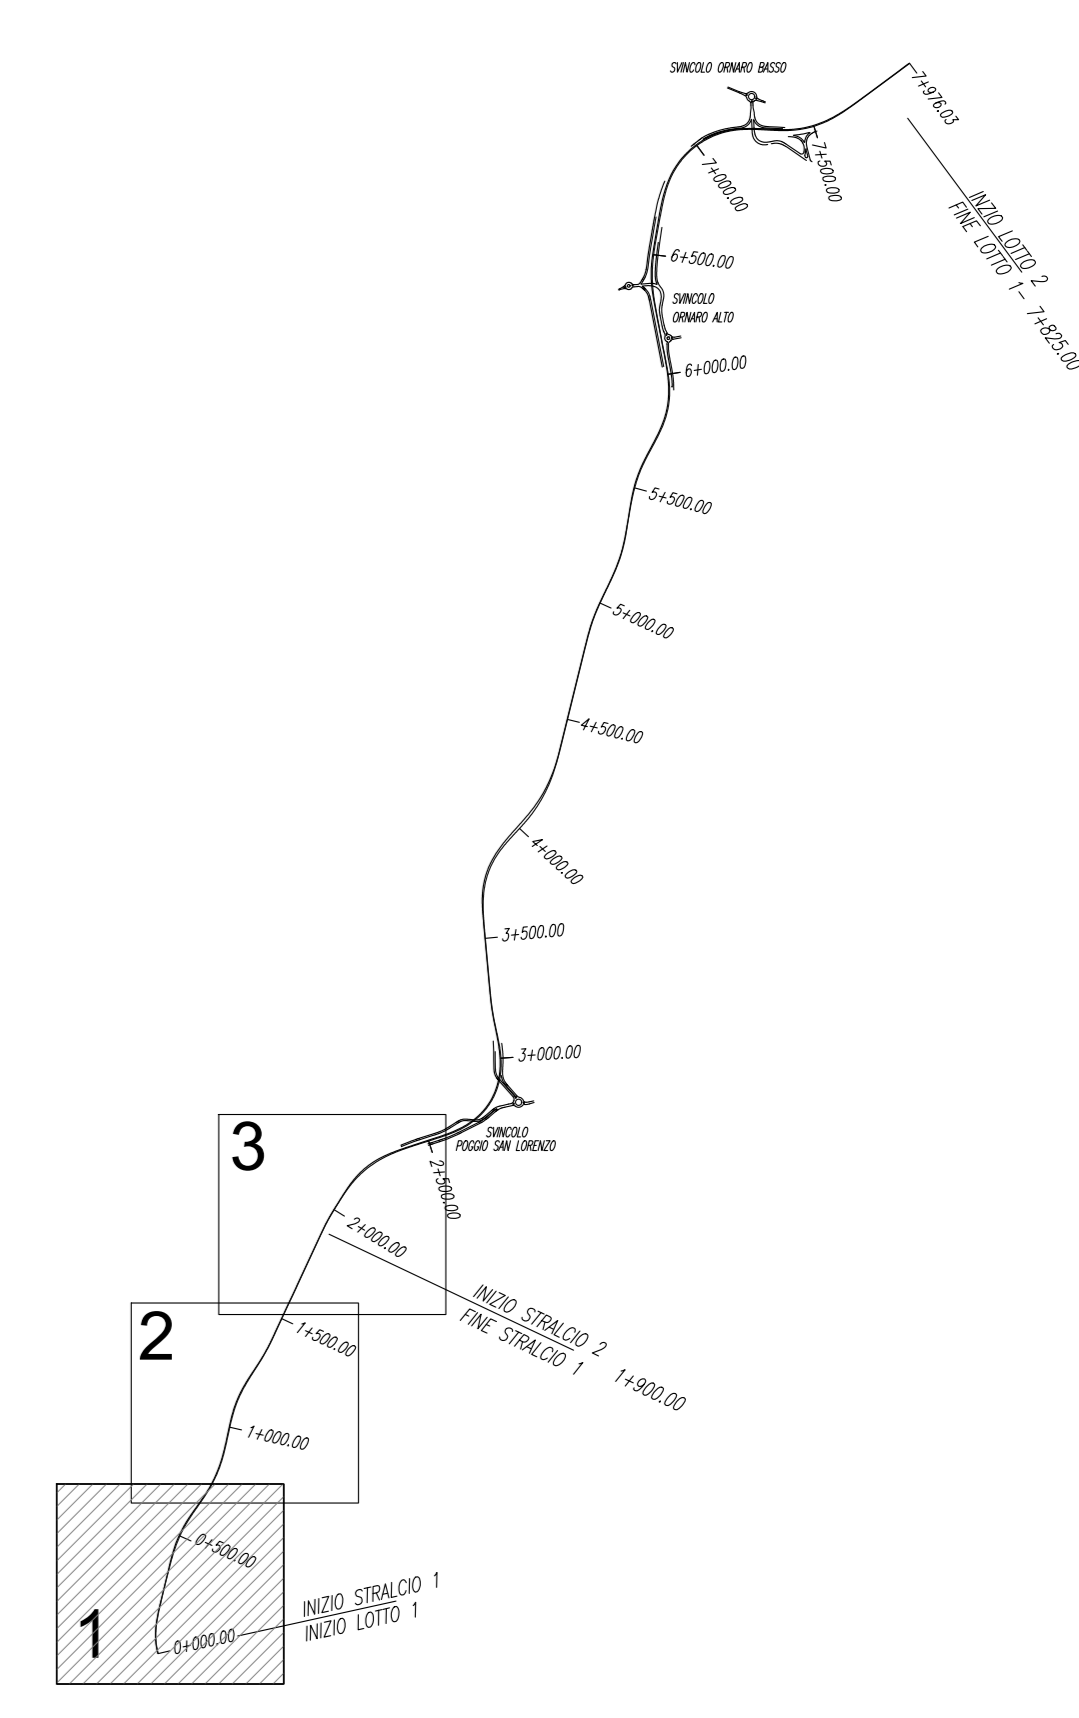 SVINCOLO ORNARO BASSO
7+976.03
7+500.00
7+000.00
INZIO LOTTO 2
FINE LOTTO 1- 7+825.00
6+500.00
SVINCOLO
ORNARO ALTO
6+000.00
5+500.00
5+000.00
4+500.00
4+000.00
3+500.00
3+000.00
SVINCOLO
POGGIO SAN LORENZO
3
2+500.00
2+000.00
INIZIO STRALCIO 2
FINE STRALCIO 1 1+900.00
2
1+500.00
1+000.00
0+500.00
INIZIO STRALCIO 1
INIZIO LOTTO 1
1
0+000.00